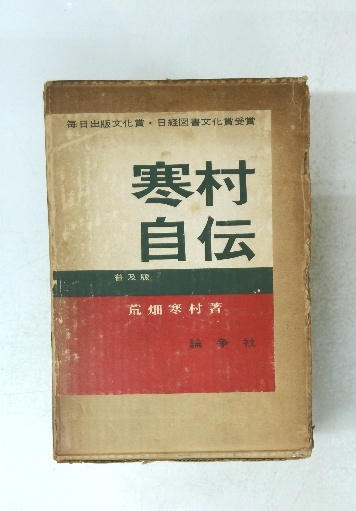 毎日出版文化賞・日経図書文化賞受賞
寒村
自伝
普及版
荒畑寒村著
論争社